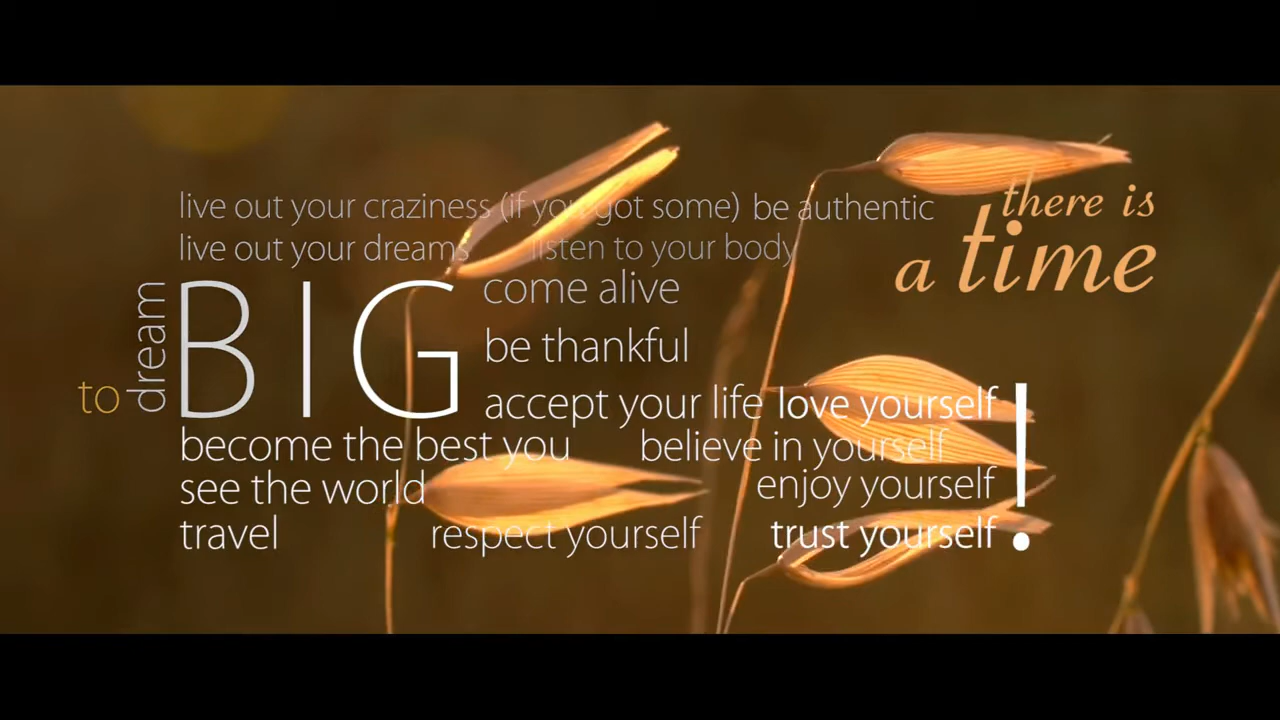 there is
a time
live out your craziness (if you got some) be authentic
live out your dreams listen to your body
to dream BIG
come alive
be thankful
accept your life love yourself !
become the best you believe in yourself
see the world enjoy yourself
travel respect yourself trust yourself